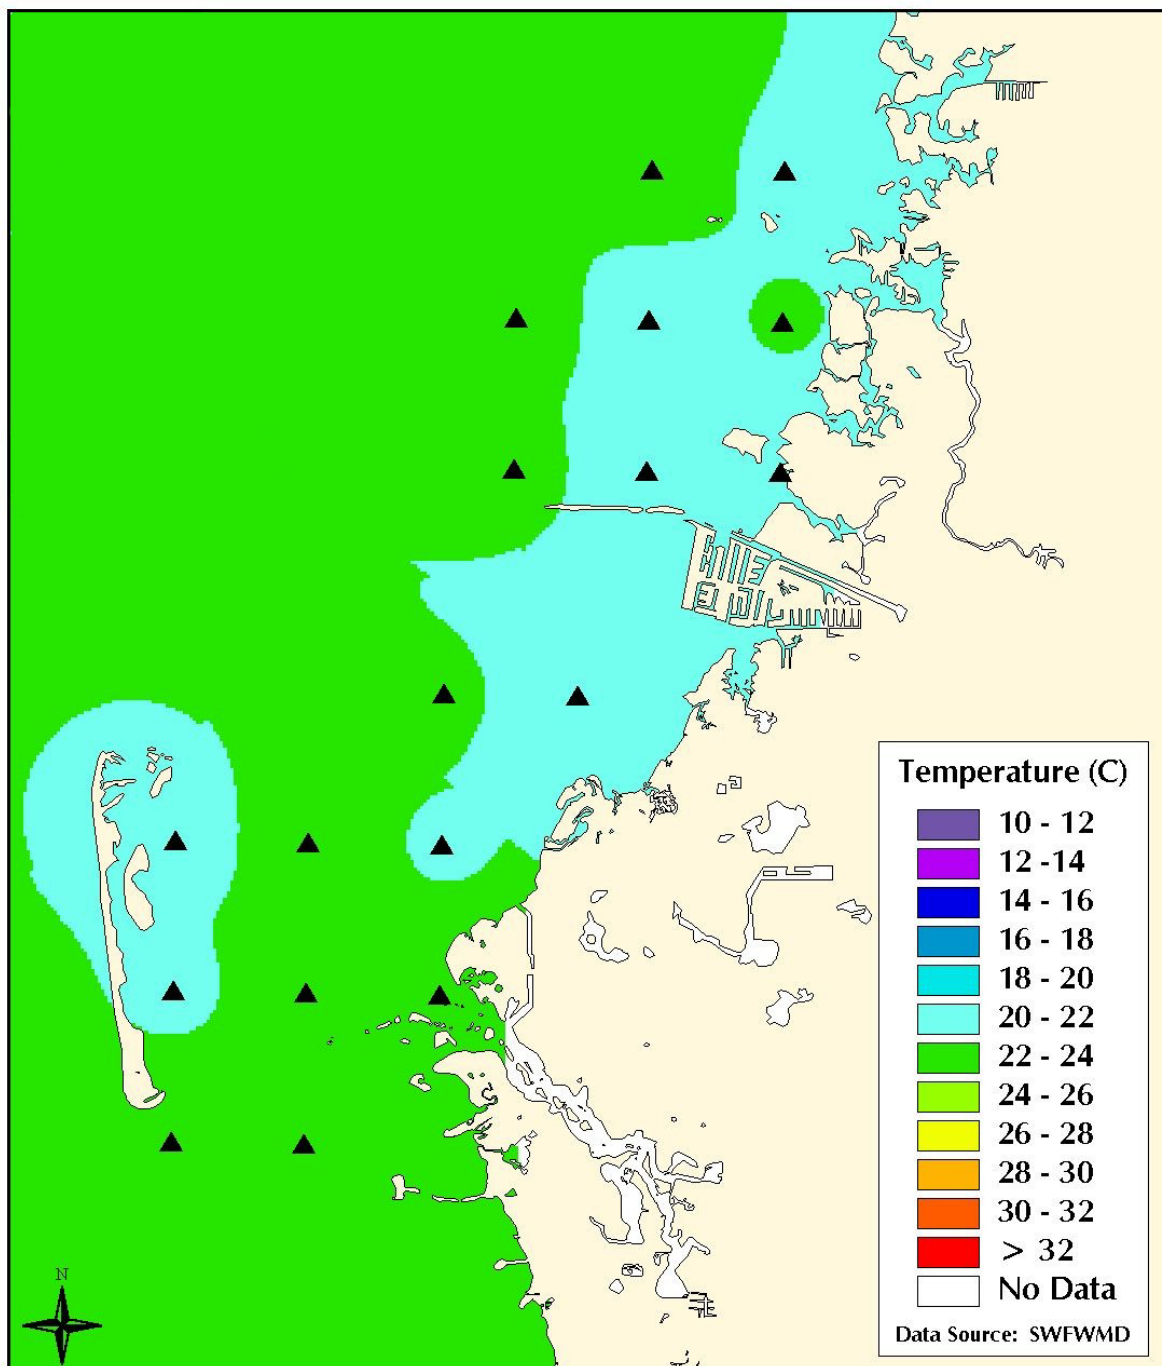 Temperature (C)
10 - 12
12 -14
14 - 16
16 - 18
18 - 20
20 - 22
22 - 24
24 - 26
26 - 28
28 - 30
30 - 32
> 32
No Data
Data Source: SWFWMD
N